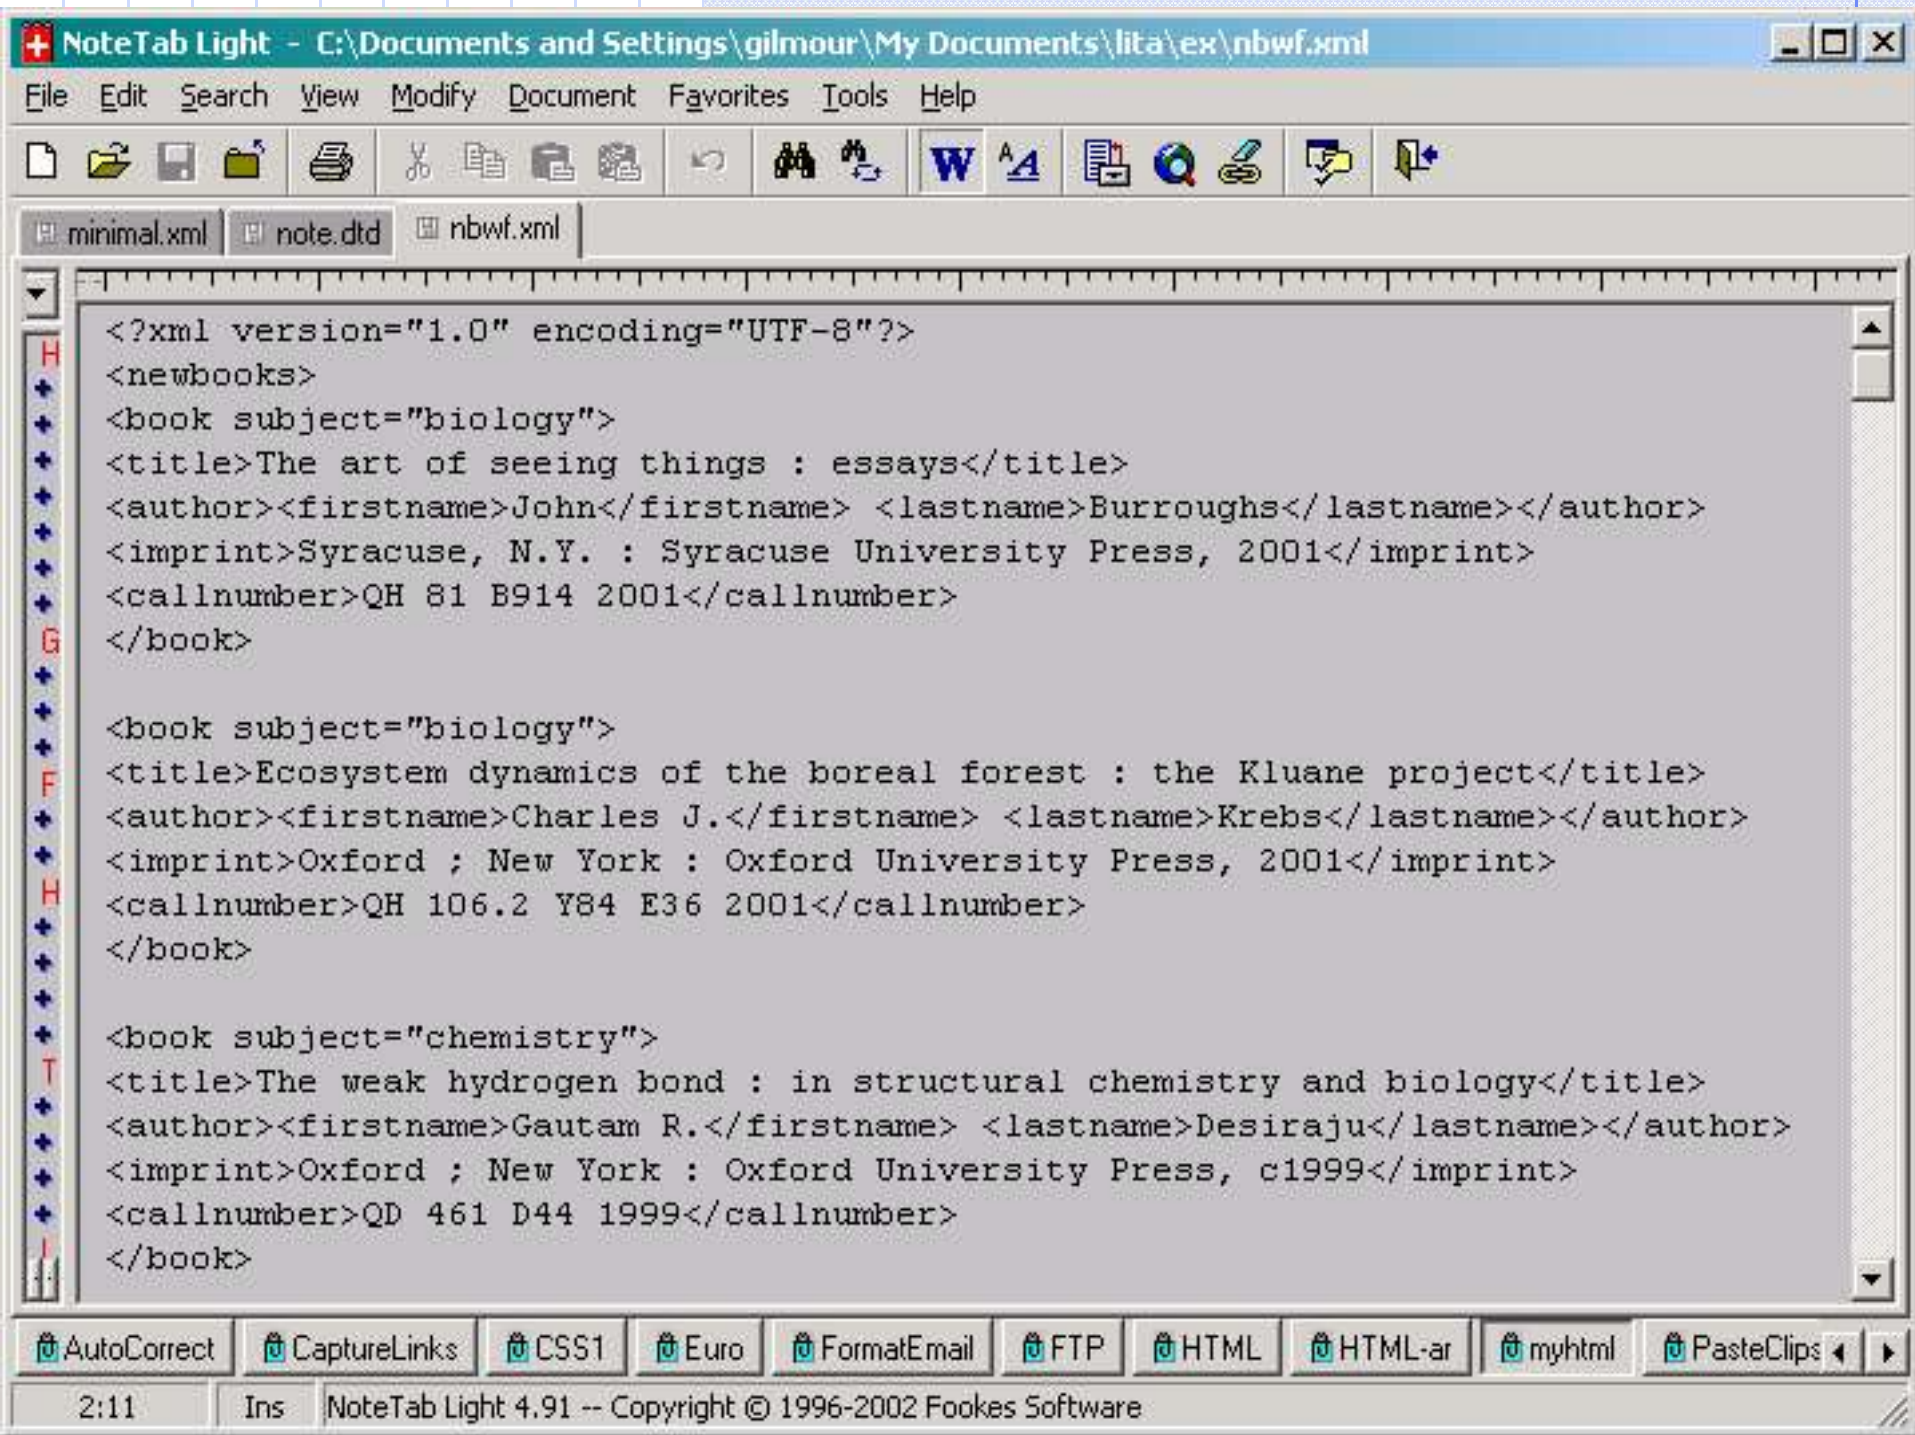 NoteTab Light - C:\Documents and Settings\gilmour\My Documents\lita\ex\nbwf.xml
File Edit Search View Modify Document Favorites Tools Help
minimal.xml note.dtd nbwf.xml
<?xml version="1.0" encoding="UTF-8"?>
<newbooks>
<book subject="biology">
<title>The art of seeing things : essays</title>
<author><firstname>John</firstname> <lastname>Burroughs</lastname></author>
<imprint>Syracuse, N.Y. : Syracuse University Press, 2001</imprint>
<callnumber>QH 81 B914 2001</callnumber>
</book>
<book subject="biology">
<title>Ecosystem dynamics of the boreal forest : the Kluane project</title>
<author><firstname>Charles J.</firstname> <lastname>Krebs</lastname></author>
<imprint>Oxford ; New York : Oxford University Press, 2001</imprint>
<callnumber>QH 106.2 Y84 E36 2001</callnumber>
</book>
<book subject="chemistry">
<title>The weak hydrogen bond : in structural chemistry and biology</title>
<author><firstname>Gautam R.</firstname> <lastname>Desiraju</lastname></author>
<imprint>Oxford ; New York : Oxford University Press, c1999</imprint>
<callnumber>QD 461 D44 1999</callnumber>
</book>
H
G
F
H
T
AutoCorrect CaptureLinks CSS1 Euro FormatEmail FTP HTML HTML-ar myhtml PasteClips
2:11 Ins NoteTab Light 4.91 -- Copyright © 1996-2002 Fookes Software